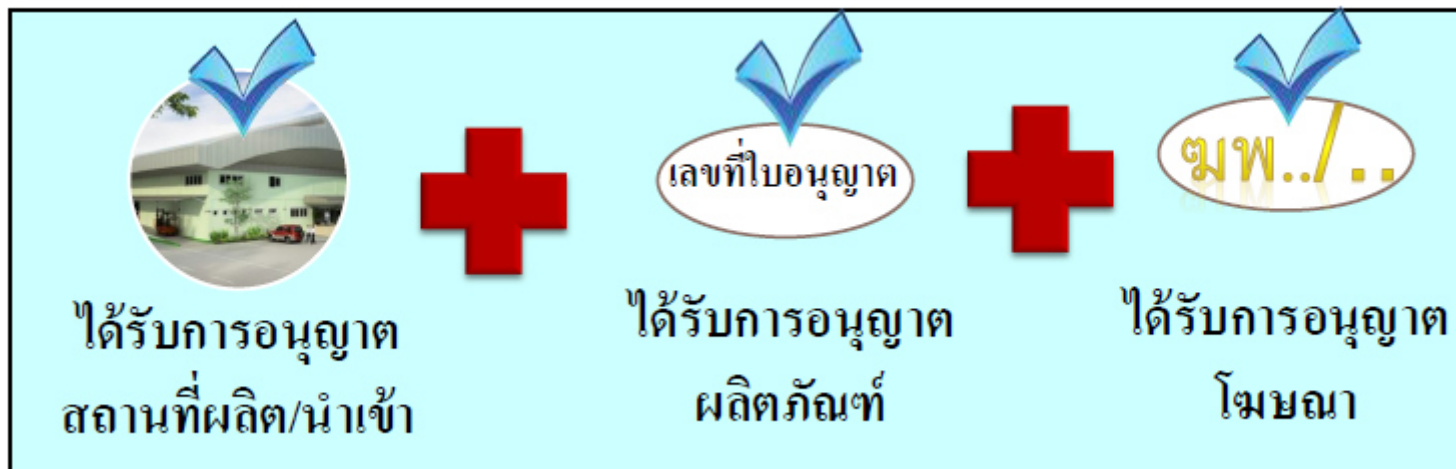 เลขที่ใบอนุญาต
ฆพ../..
ได้รับการอนุญาต
สถานที่ผลิต/นำเข้า
ได้รับการอนุญาต
ผลิตภัณฑ์
ได้รับการอนุญาต
โฆษณา